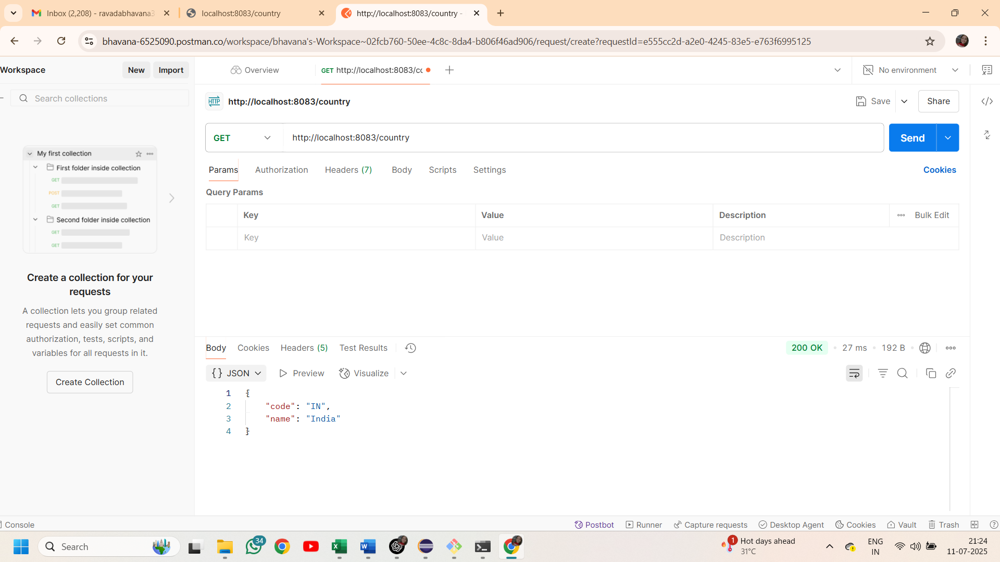 Inbox (2,208) - ravadabhavana3
localhost:8083/country
http://localhost:8083/country -
bhavana-6525090.postman.co/workspace/bhavana's-Workspace~02fcb760-50ee-4c8c-8da4-b806f46ad906/request/create?requestId=e555cc2d-a2e0-4245-83e5-e763f6995125
Workspace
New
Import
Overview
GET http://localhost:8083/cc
No environment
Search collections
HTTP
http://localhost:8083/country
Save
Share
GET
http://localhost:8083/country
Send
Params
Authorization
Headers (7)
Body
Scripts
Settings
Cookies
Query Params
Key
Value
Description
Bulk Edit
Key
Value
Description
My first collection
First folder inside collection
GET
POST
GET
Second folder inside collection
GET
GET
Create a collection for your
requests
A collection lets you group related
requests and easily set common
authorization, tests, scripts, and
variables for all requests in it.
Create Collection
Body
Cookies
Headers (5)
Test Results
200 OK
27 ms
192 B
{} JSON
Preview
Visualize
1 {
2 "code": "IN",
3 "name": "India"
4 }
Console
Postbot
Runner
Capture requests
Desktop Agent
Cookies
Vault
Trash
Search
34
1
Hot days ahead
31°C
ENG
IN
21:24
11-07-2025